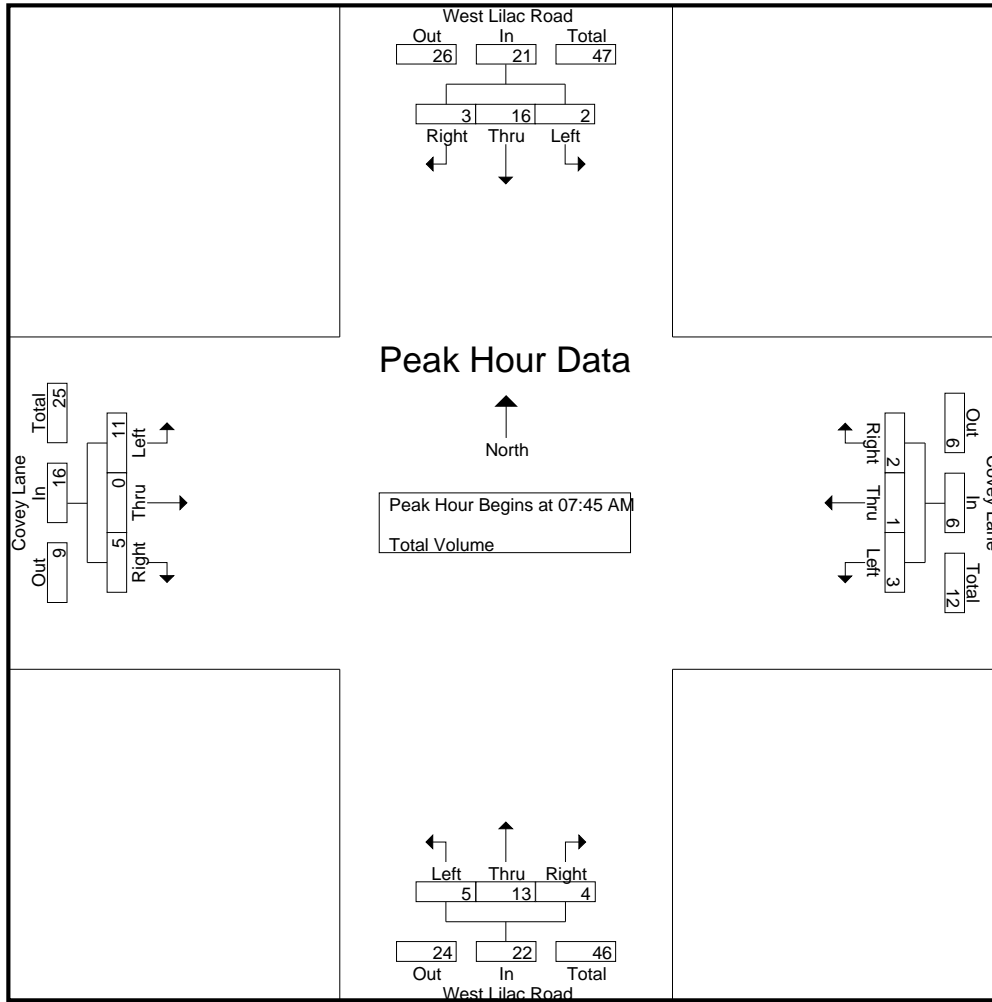 West Lilac Road
Out In Total
26 21 47
3 16 2
Right Thru Left
Peak Hour Data
North
Peak Hour Begins at 07:45 AM
Total Volume
Covey Lane
Total In Out
25 16 9
11 0 5
Left Thru Right
Covey Lane
Out In Total
6 6 12
Right Thru Left
2 1 3
Left Thru Right
5 13 4
24 22 46
Out In Total
West Lilac Road